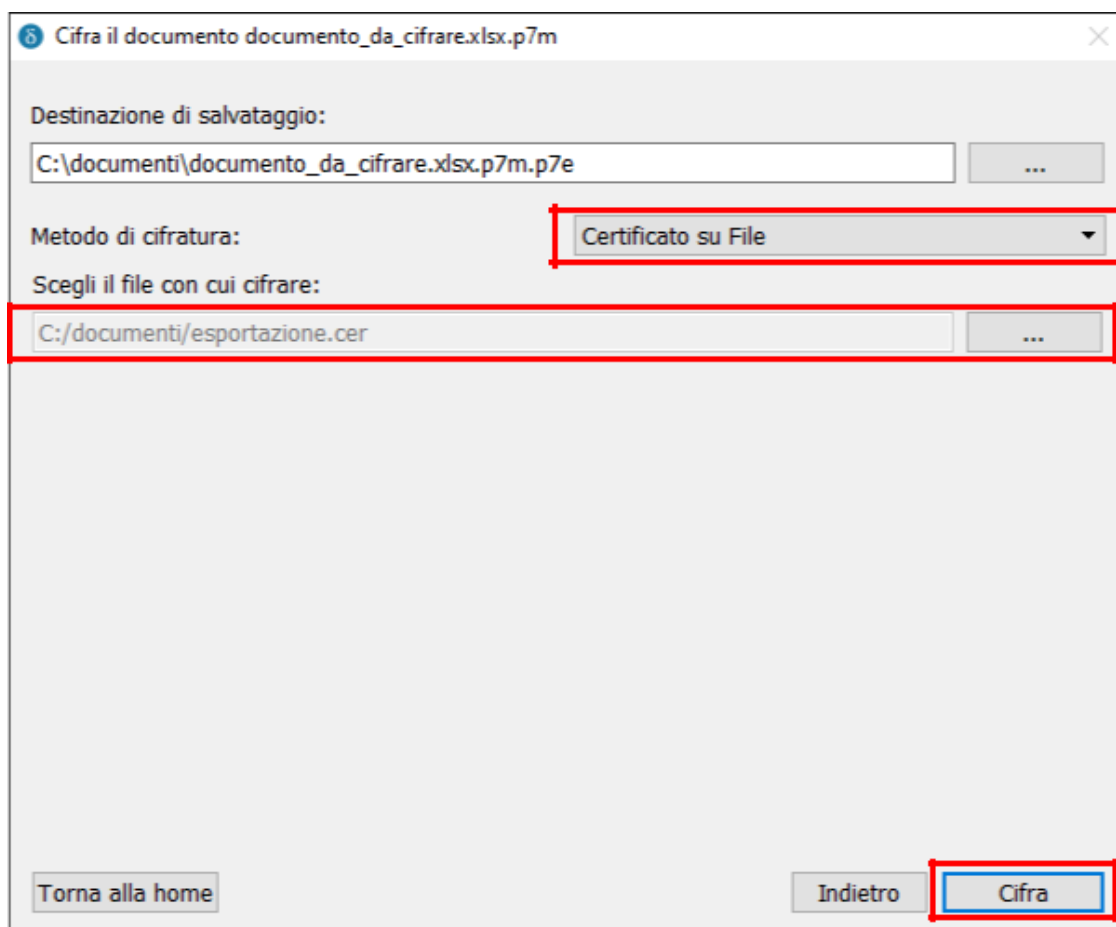 δ Cifra il documento documento_da_cifrare.xlsx.p7m
Destinazione di salvataggio:
C:\documenti\documento_da_cifrare.xlsx.p7m.p7e ...
Metodo di cifratura: Certificato su File
Scegli il file con cui cifrare:
C:/documenti/esportazione.cer ...
Torna alla home Indietro Cifra